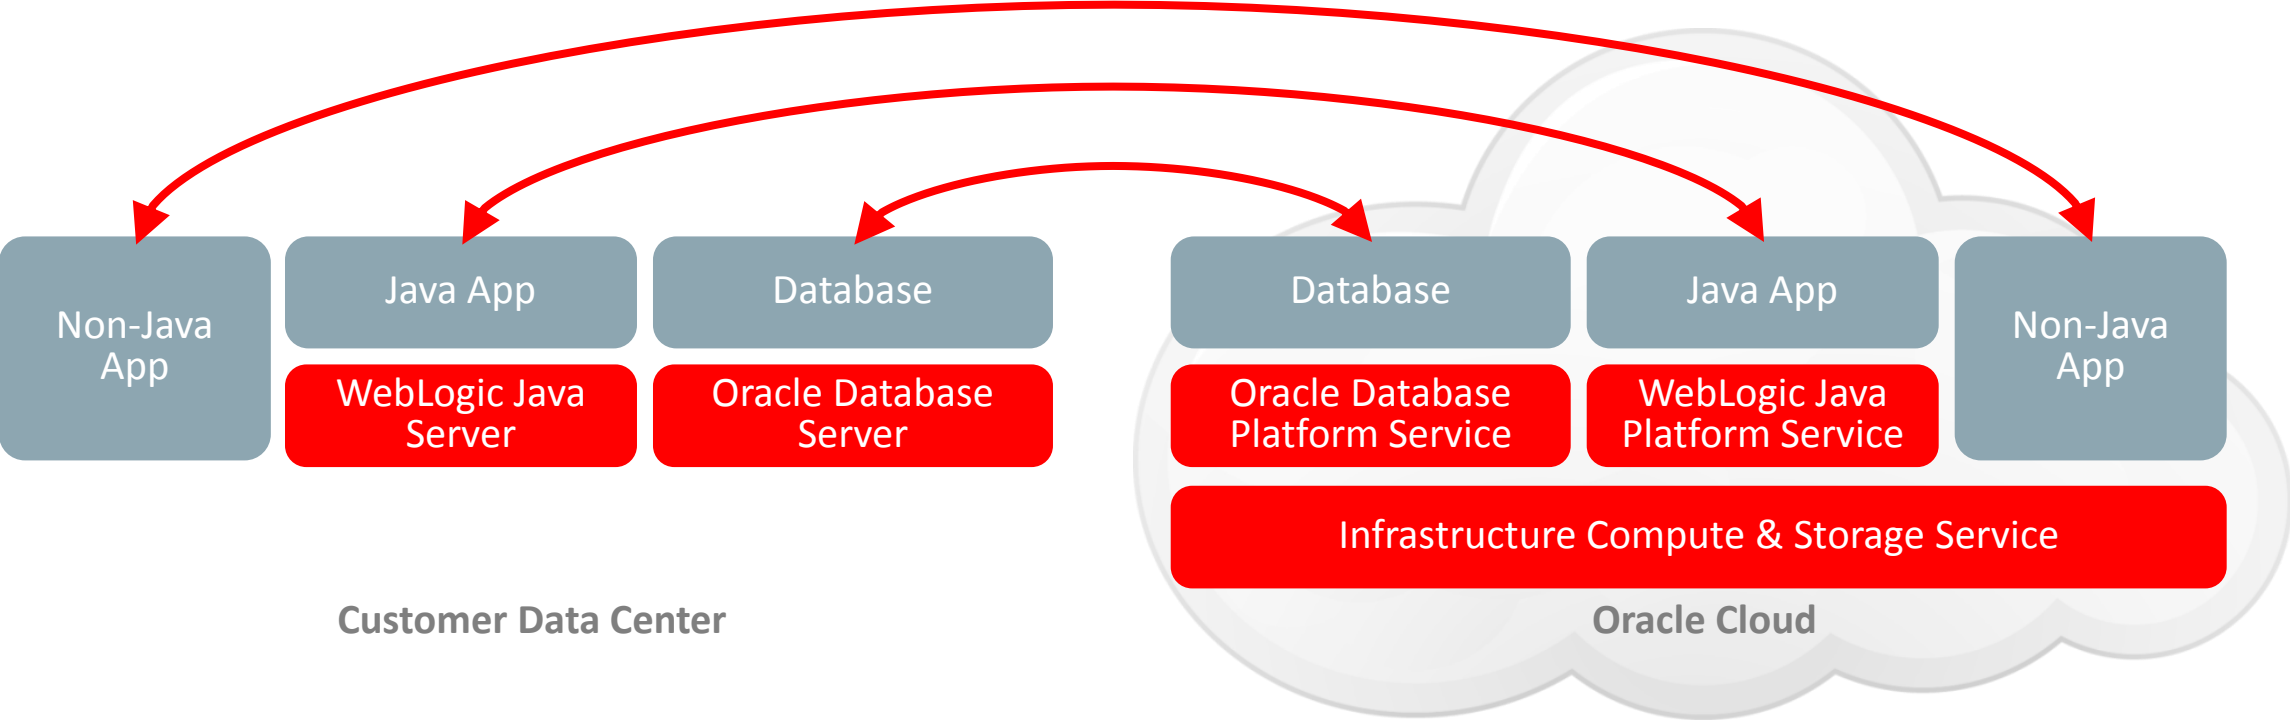 Non-Java
App
Java App
WebLogic Java
Server
Database
Oracle Database
Server
Customer Data Center
Database
Oracle Database
Platform Service
Java App
WebLogic Java
Platform Service
Non-Java
App
Infrastructure Compute & Storage Service
Oracle Cloud